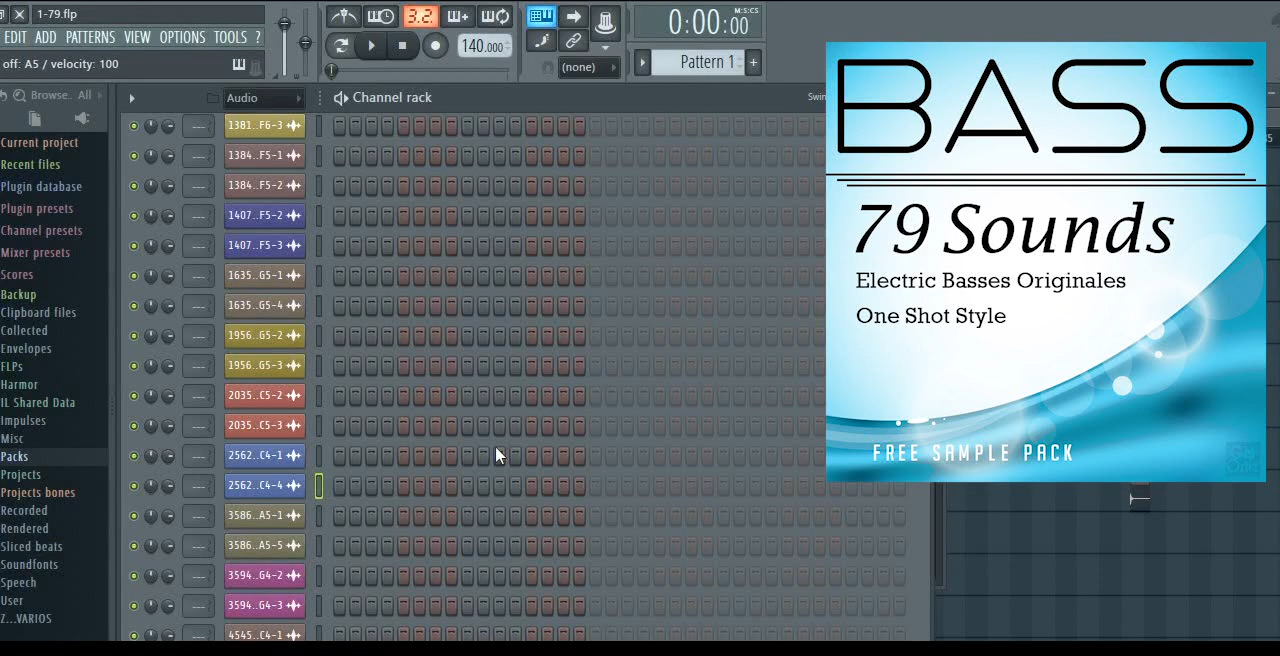 1-79.flp
EDIT ADD PATTERNS VIEW OPTIONS TOOLS ?
off: A5 / velocity: 100
3.2.
140.000
(none)
M:S:CS
0:00:00
Pattern 1
Browse.. All
Audio
Channel rack
Swin
Current project
Recent files
Plugin database
Plugin presets
Channel presets
Mixer presets
Scores
Backup
Clipboard files
Collected
Envelopes
FLPs
Harmor
IL Shared Data
Impulses
Misc
Packs
Projects
Projects bones
Recorded
Rendered
Sliced beats
Soundfonts
Speech
User
Z...VARIOS
1381..F6-3
1384..F5-1
1384..F5-2
1407..F5-2
1407..F5-3
1635..G5-1
1635..G5-4
1956..G5-2
1956..G5-3
2035..C5-2
2035..C5-3
2562..C4-1
2562..C4-4
3586..A5-1
3586..A5-5
3594..G4-2
3594..G4-3
4545..C4-1
BASS
79 Sounds
Electric Basses Originales
One Shot Style
FREE SAMPLE PACK